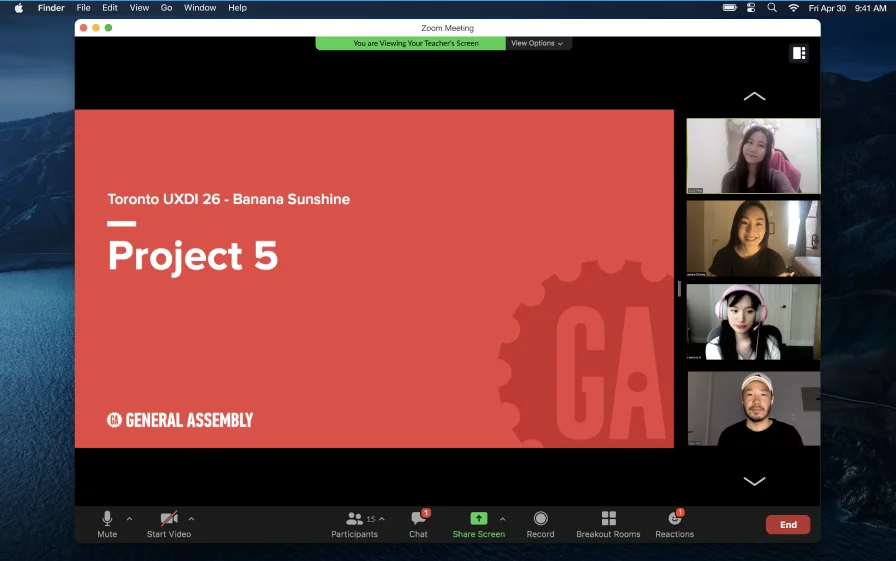 Finder File Edit View Go Window Help Fri Apr 30 9:41 AM
Zoom Meeting
You are Viewing Your Teacher's Screen View Options
Toronto UXDI 26 - Banana Sunshine
Project 5
GA
GA GENERAL ASSEMBLY
15
1
1
Mute Start Video Participants Chat Share Screen Record Breakout Rooms Reactions End